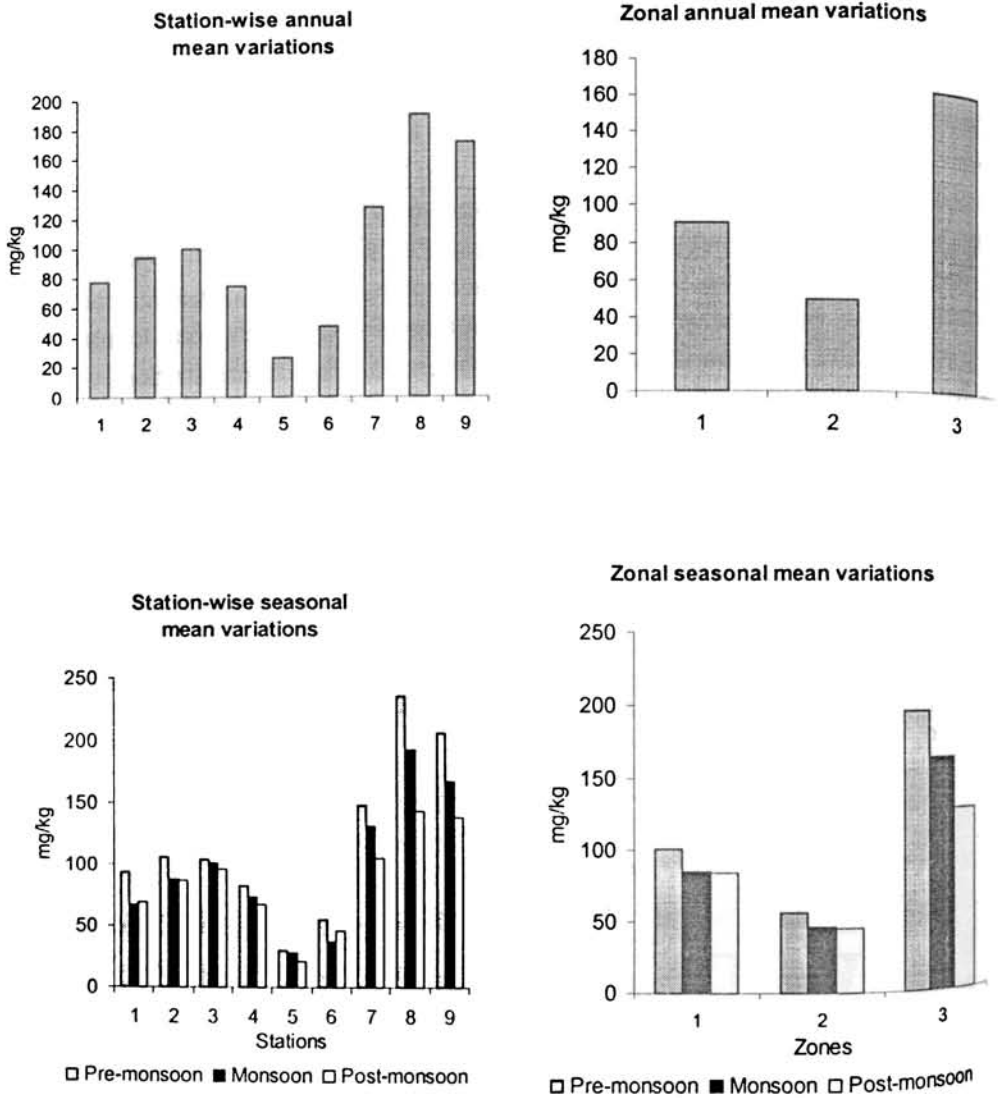 Station-wise annual
mean variations
mg/kg
200
180
160
140
120
100
80
60
40
20
0
1 2 3 4 5 6 7 8 9
Zonal annual mean variations
mg/kg
180
160
140
120
100
80
60
40
20
0
1 2 3
Station-wise seasonal
mean variations
mg/kg
250
200
150
100
50
0
1 2 3 4 5 6 7 8 9
Stations
Pre-monsoon Monsoon Post-monsoon
Zonal seasonal mean variations
mg/kg
250
200
150
100
50
0
1 2 3
Zones
Pre-monsoon Monsoon Post-monsoon